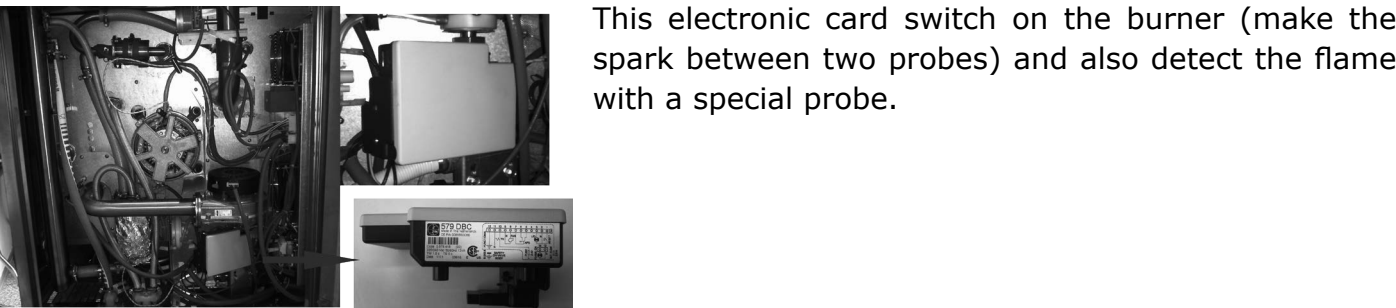 This electronic card switch on the burner (make the
spark between two probes) and also detect the flame
with a special probe.
579 DBC